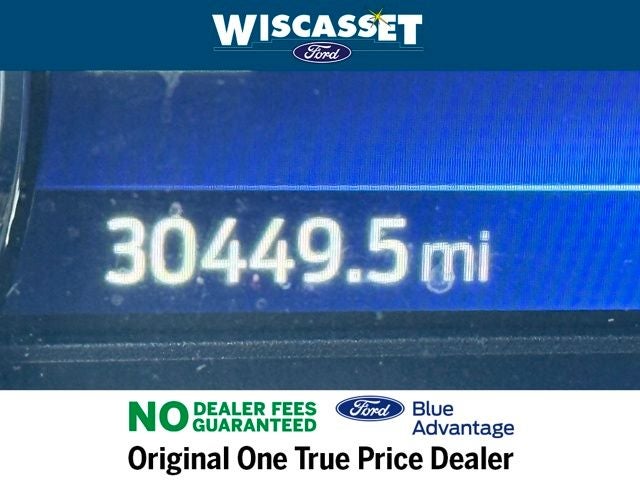 WISCASSET
Ford
30449.5 mi
NO DEALER FEES
GUARANTEED
Ford Blue
Advantage
Original One True Price Dealer